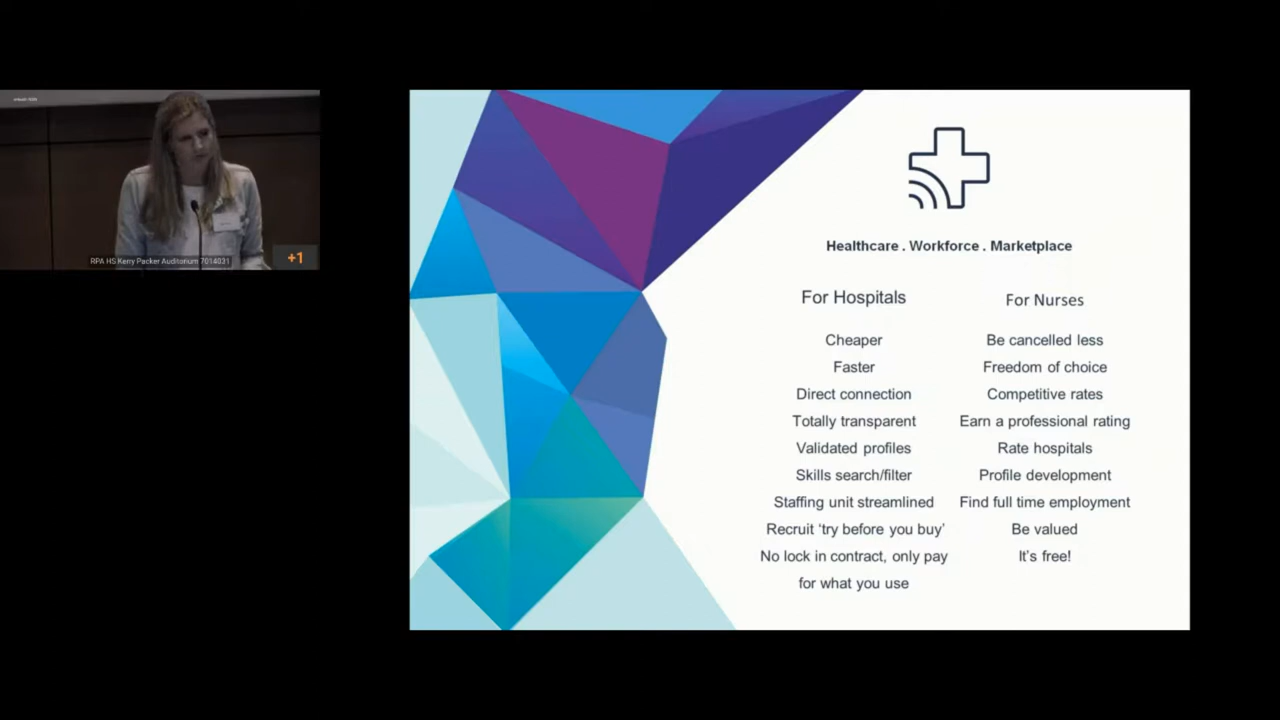 RPA HS Kerry Packer Auditorium 7014031
+1
Healthcare . Workforce . Marketplace
For Hospitals
Cheaper
Faster
Direct connection
Totally transparent
Validated profiles
Skills search/filter
Staffing unit streamlined
Recruit ‘try before you buy’
No lock in contract, only pay
for what you use
For Nurses
Be cancelled less
Freedom of choice
Competitive rates
Earn a professional rating
Rate hospitals
Profile development
Find full time employment
Be valued
It’s free!